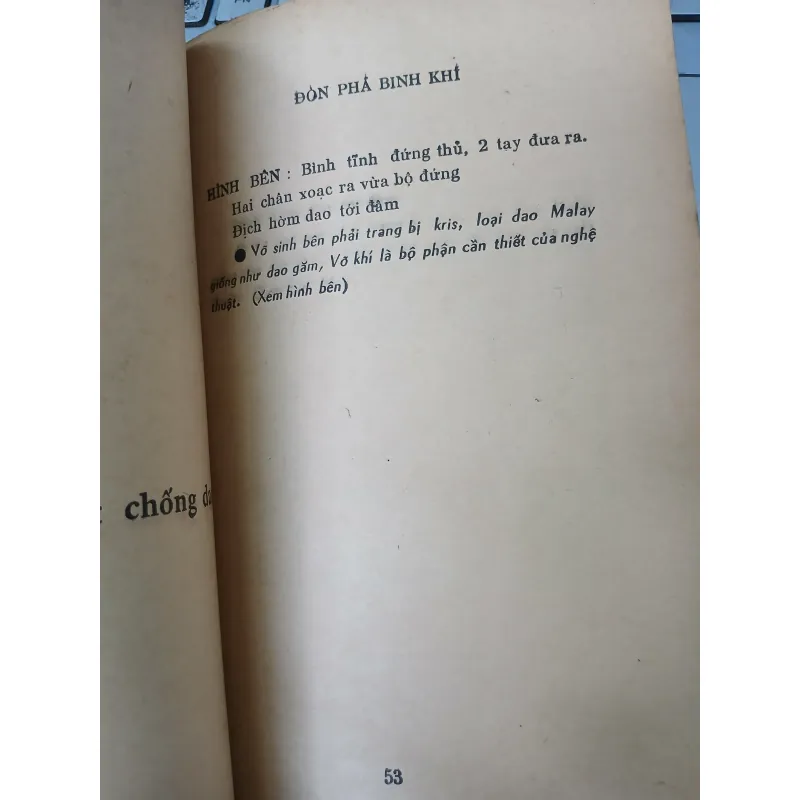 chống
ĐÒN PHÁ BINH KHÍ
HÌNH BÊN : Bình tĩnh đứng thủ, 2 tay đưa ra.
Hai chân xoạc ra vừa bộ đứng
Địch hờm dao tới đâm
● Võ sinh bên phải trang bị kris, loại dao Malay
giống như dao găm, Võ khí là bộ phận cần thiết của nghệ
thuật. (Xem hình bên)
53